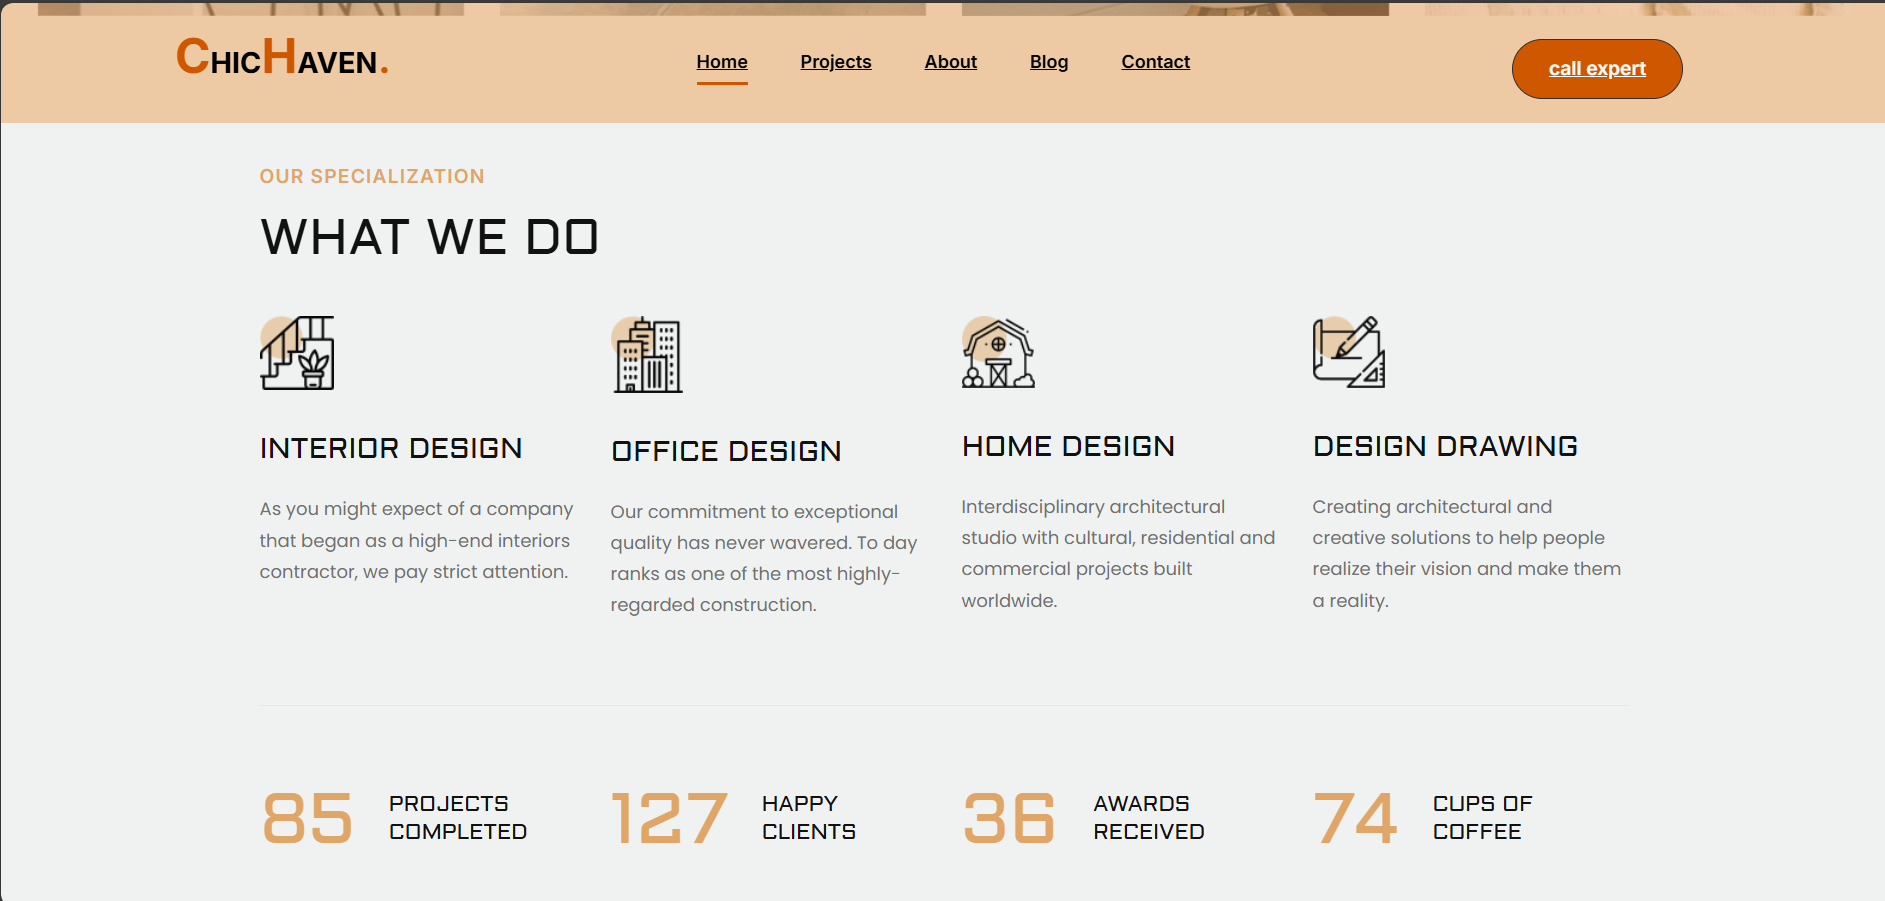 CHICHAVEN.
Home
Projects
About
Blog
Contact
call expert
OUR SPECIALIZATION
WHAT WE DO
INTERIOR DESIGN
As you might expect of a company
that began as a high-end interiors
contractor, we pay strict attention.
OFFICE DESIGN
Our commitment to exceptional
quality has never wavered. To day
ranks as one of the most highly-
regarded construction.
HOME DESIGN
Interdisciplinary architectural
studio with cultural, residential and
commercial projects built
worldwide.
DESIGN DRAWING
Creating architectural and
creative solutions to help people
realize their vision and make them
a reality.
85
PROJECTS
COMPLETED
127
HAPPY
CLIENTS
36
AWARDS
RECEIVED
74
CUPS OF
COFFEE